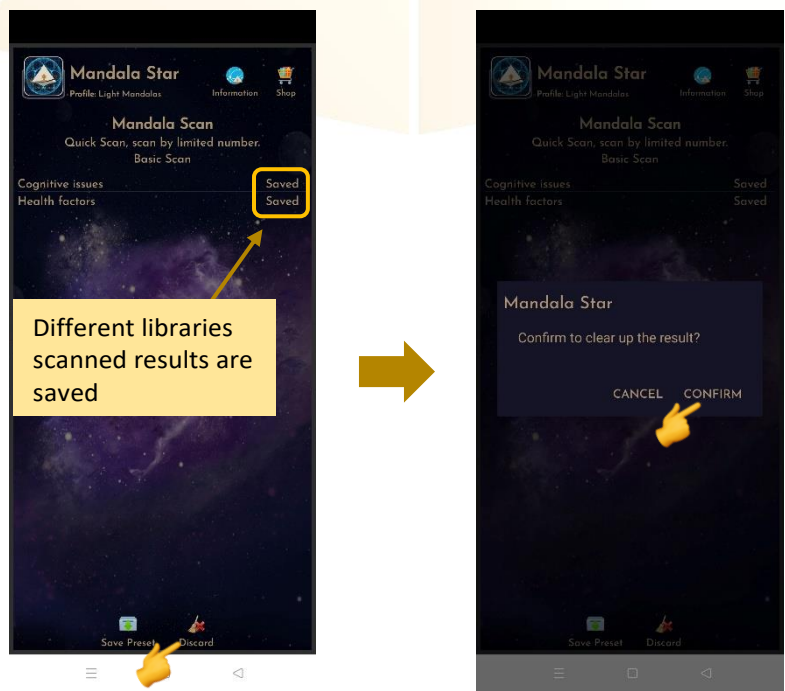 Mandala Star
Profile: Light Mandalas
Information
Shop
Mandala Scan
Quick Scan, scan by limited number.
Basic Scan
Cognitive issues Saved
Health factors Saved
Different libraries
scanned results are
saved
Save Preset
Discard
Mandala Star
Profile: Light Mandalas
Information
Shop
Mandala Scan
Quick Scan, scan by limited number.
Basic Scan
Cognitive issues Saved
Health factors Saved
Mandala Star
Confirm to clear up the result?
CANCEL CONFIRM
Save Preset
Discard